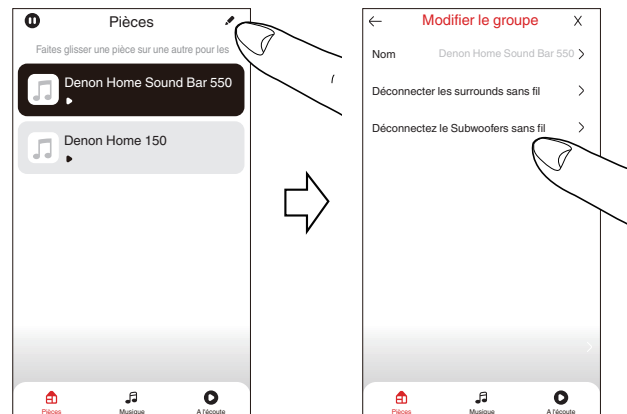 Pièces
Faites glisser une pièce sur une autre pour les
Denon Home Sound Bar 550
Denon Home 150
Pièces
Musique
A l'écoute
Modifier le groupe X
Nom Denon Home Sound Bar 550
Déconnecter les surrounds sans fil
Déconnectez le Subwoofers sans fil
Pièces
Musique
A l'écoute